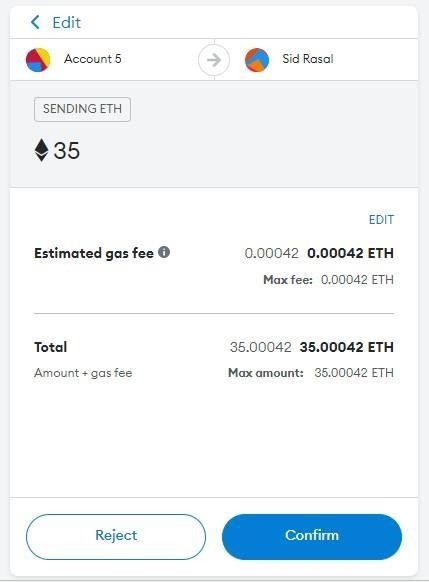 Edit
Account 5 Sid Rasal
SENDING ETH
35
EDIT
Estimated gas fee 0.00042 0.00042 ETH
Max fee: 0.00042 ETH
Total 35.00042 35.00042 ETH
Amount + gas fee Max amount: 35.00042 ETH
Reject Confirm